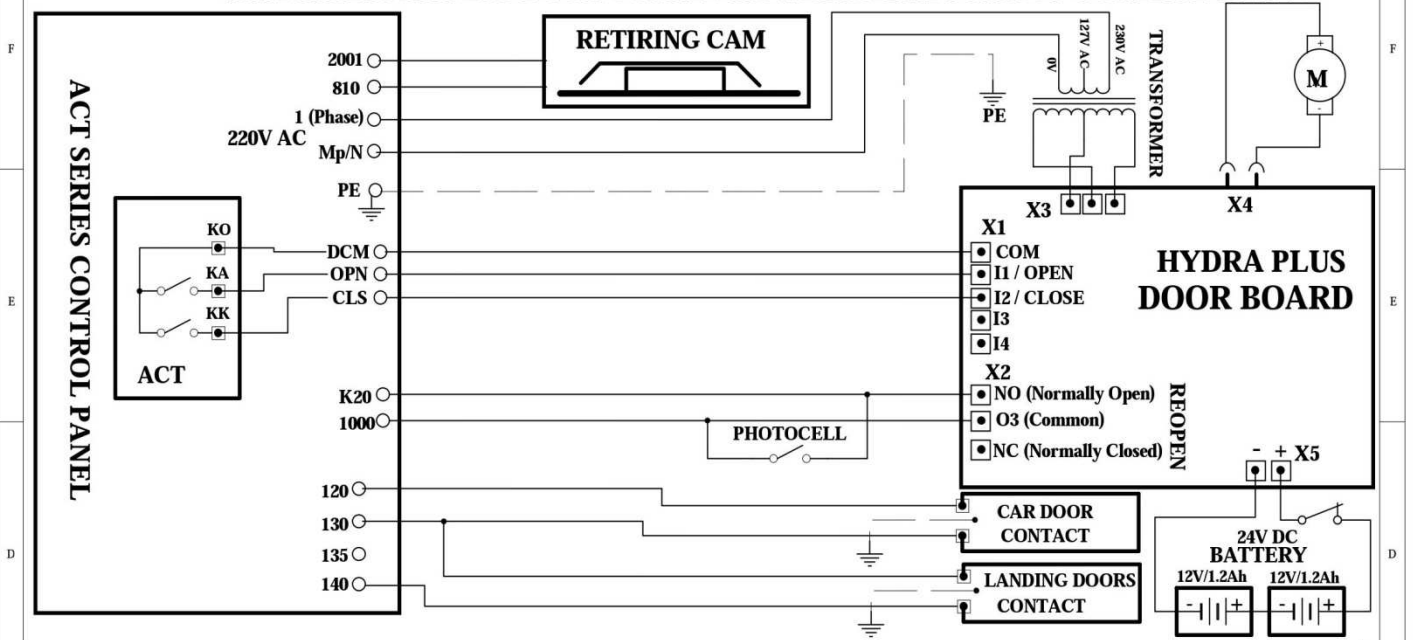 F
F
E
E
D
D
ACT SERIES CONTROL PANEL
2001
810
1 (Phase)
220V AC
Mp/N
PE
KO
KA
KK
ACT
DCM
OPN
CLS
K20
1000
120
130
135
140
RETIRING CAM
PE
0V
127V AC
230V AC
TRANSFORMER
+
M
-
X3
X4
X1
COM
I1 / OPEN
I2 / CLOSE
I3
I4
HYDRA PLUS
DOOR BOARD
X2
NO (Normally Open)
O3 (Common)
NC (Normally Closed)
REOPEN
PHOTOCELL
- + X5
CAR DOOR
CONTACT
LANDING DOORS
CONTACT
24V DC
BATTERY
12V/1.2Ah 12V/1.2Ah
- + - +